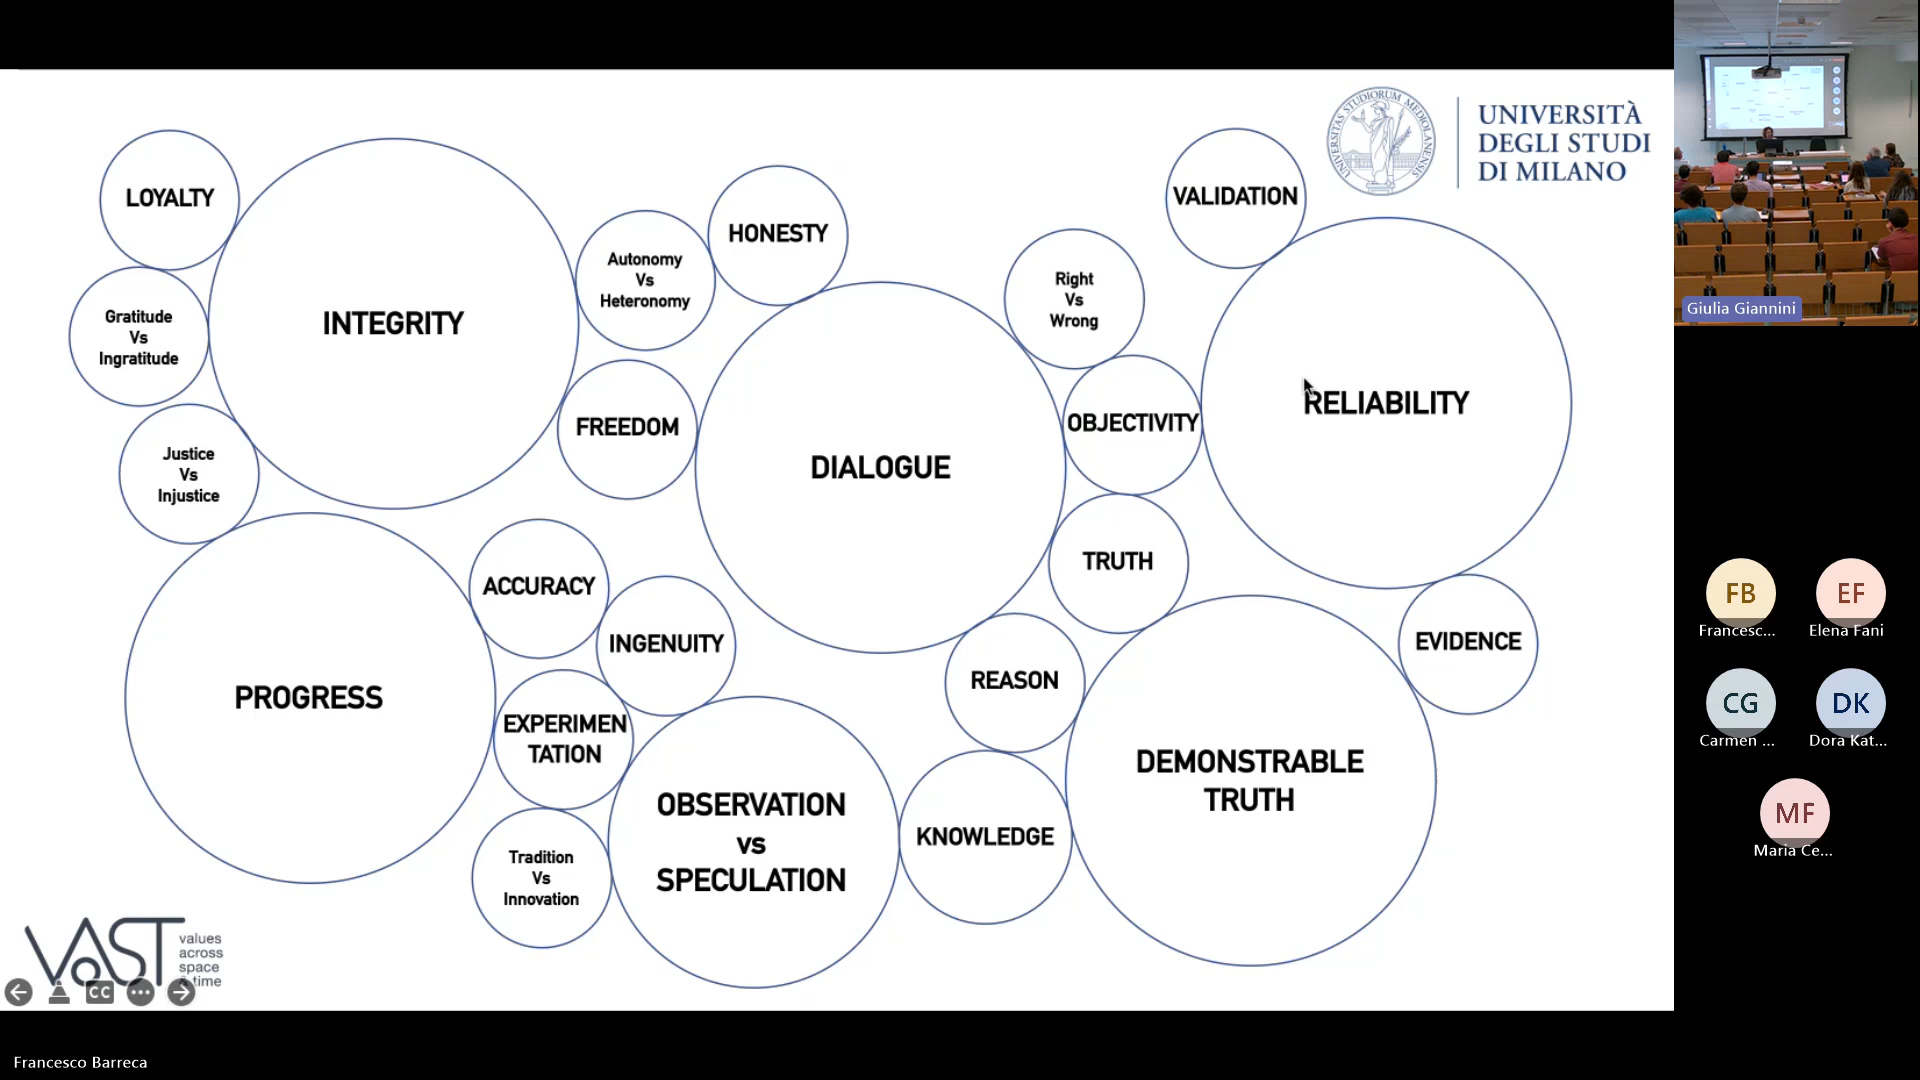 UNIVERSITÀ
DEGLI STUDI
DI MILANO
LOYALTY
INTEGRITY
Gratitude
Vs
Ingratitude
Justice
Vs
Injustice
Autonomy
Vs
Heteronomy
HONESTY
FREEDOM
DIALOGUE
Right
Vs
Wrong
VALIDATION
OBJECTIVITY
RELIABILITY
TRUTH
EVIDENCE
REASON
DEMONSTRABLE
TRUTH
PROGRESS
ACCURACY
INGENUITY
EXPERIMEN
TATION
OBSERVATION
vs
SPECULATION
KNOWLEDGE
Tradition
Vs
Innovation
VAST
values
across
space
& time
CC
Francesco Barreca
Giulia Giannini
FB
Francesc...
EF
Elena Fani
CG
Carmen ...
DK
Dora Kat...
MF
Maria Ce...